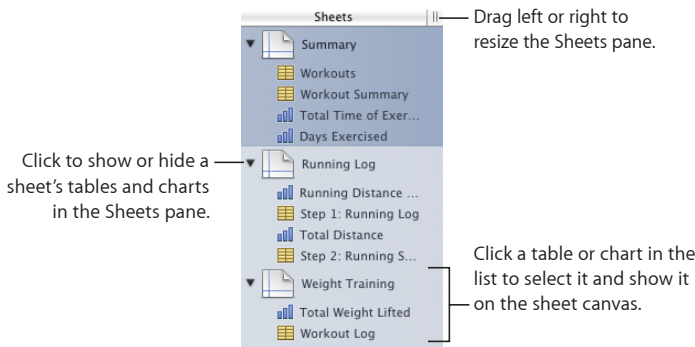 Sheets
Drag left or right to
resize the Sheets pane.
Summary
Workouts
Workout Summary
Total Time of Exer...
Days Exercised
Click to show or hide a
sheet's tables and charts
in the Sheets pane.
Running Log
Running Distance ...
Step 1: Running Log
Total Distance
Step 2: Running S...
Click a table or chart in the
list to select it and show it
on the sheet canvas.
Weight Training
Total Weight Lifted
Workout Log